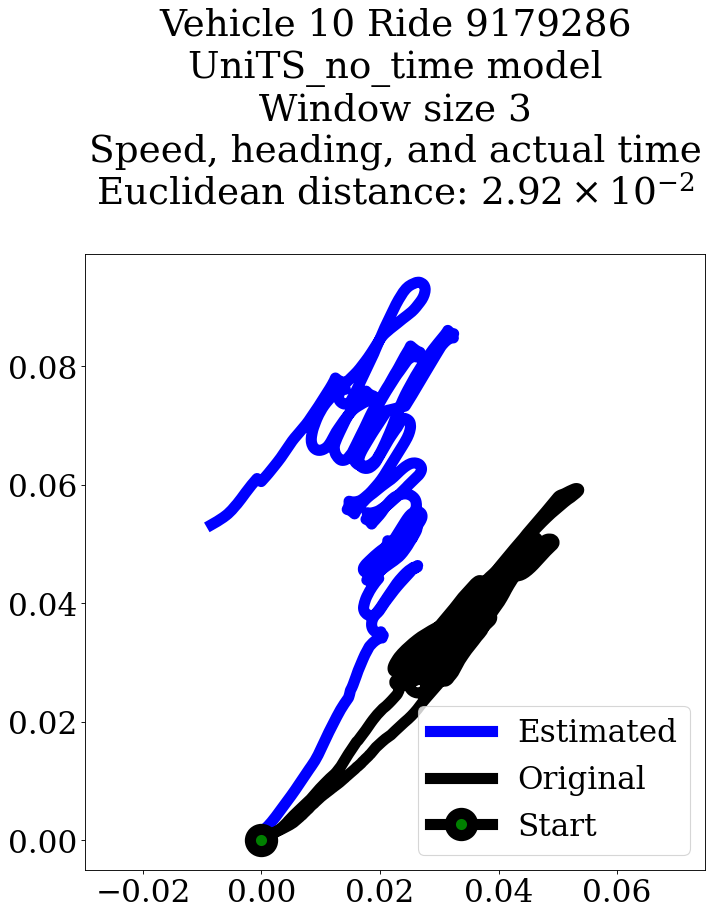 Vehicle 10 Ride 9179286
UniTS_no_time model
Window size 3
Speed, heading, and actual time
Euclidean distance: 2.92 × 10⁻²
0.08
0.06
0.04
0.02
0.00
Estimated
Original
Start
−0.02 0.00 0.02 0.04 0.06